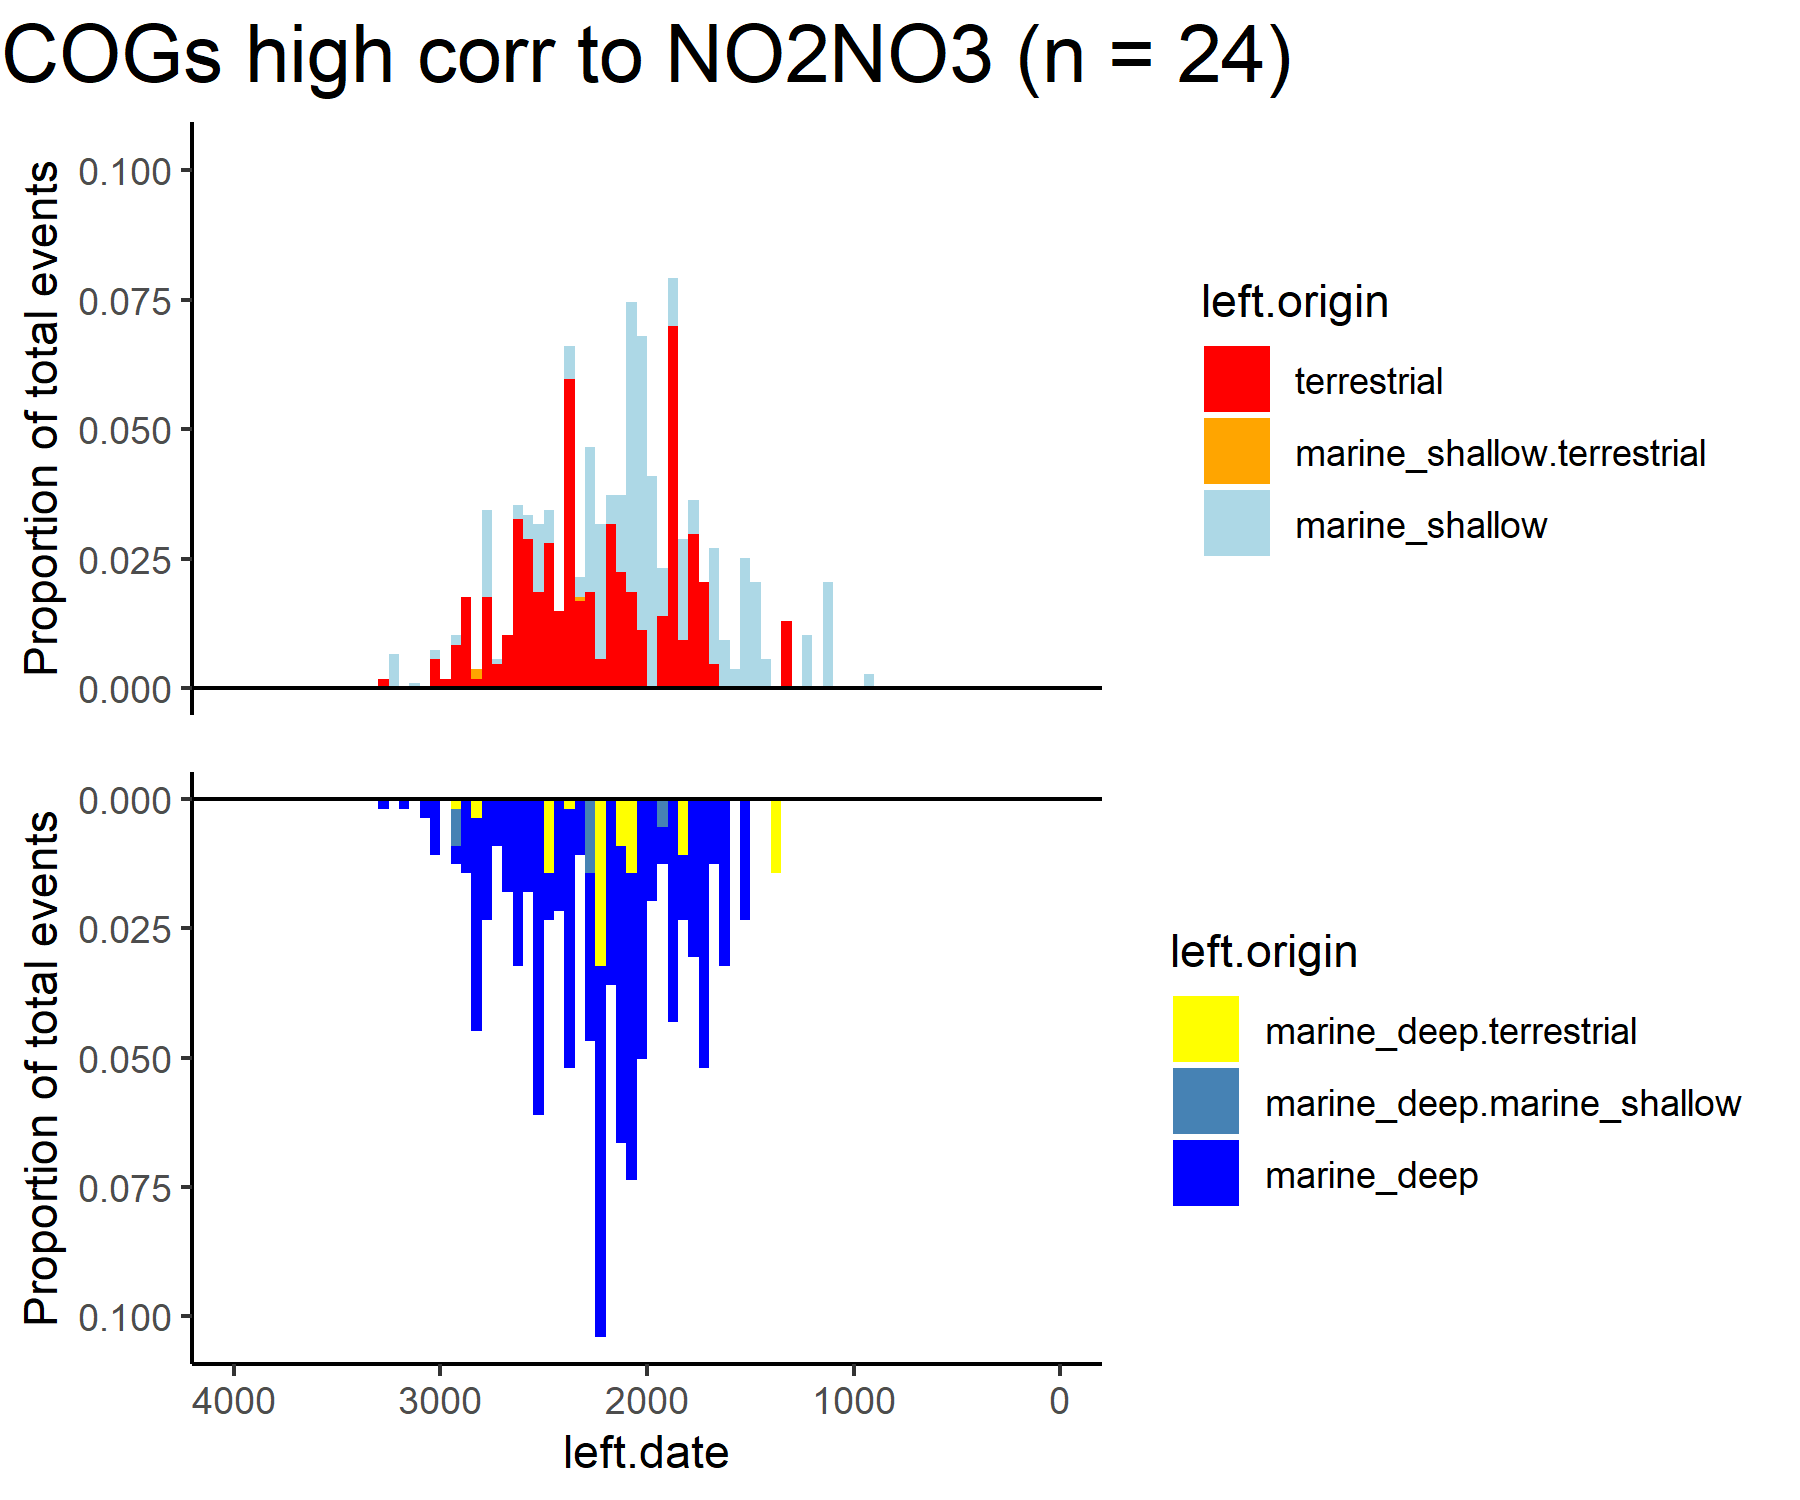 COGs high corr to NO2NO3 (n = 24)
Proportion of total events
0.100
0.075
0.050
0.025
0.000
left.origin
terrestrial
marine_shallow.terrestrial
marine_shallow
Proportion of total events
0.000
0.025
0.050
0.075
0.100
left.origin
marine_deep.terrestrial
marine_deep.marine_shallow
marine_deep
4000 3000 2000 1000 0
left.date